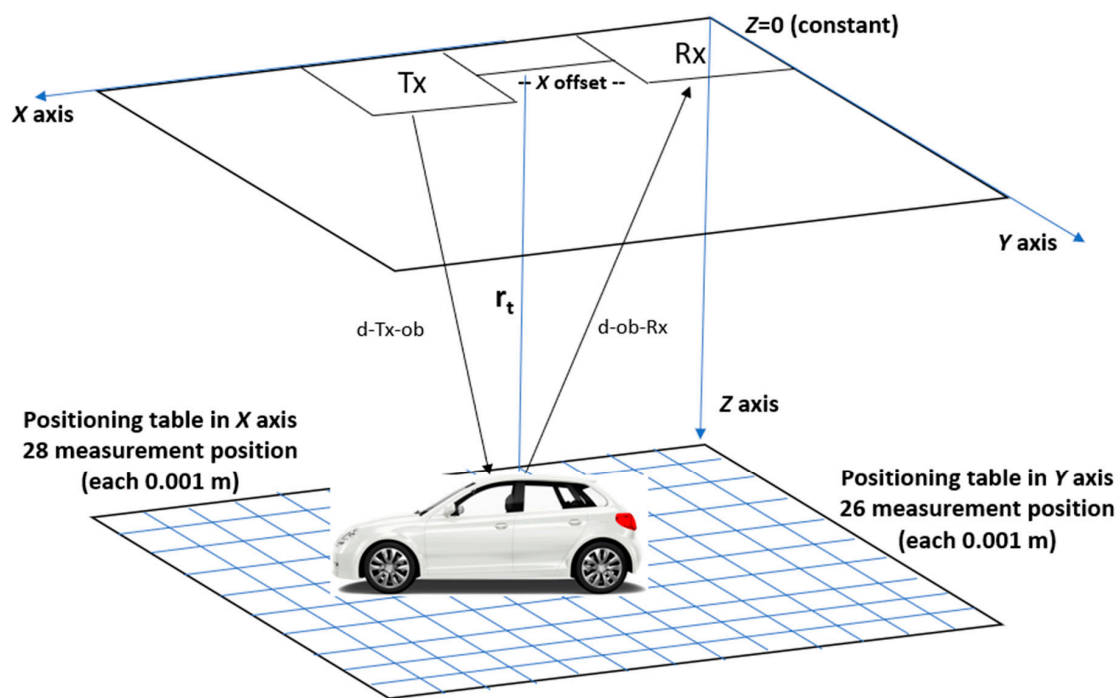 Z=0 (constant)
Tx
Rx
-- X offset --
X axis
Y axis
rt
d-Tx-ob
d-ob-Rx
Z axis
Positioning table in X axis
28 measurement position
(each 0.001 m)
Positioning table in Y axis
26 measurement position
(each 0.001 m)